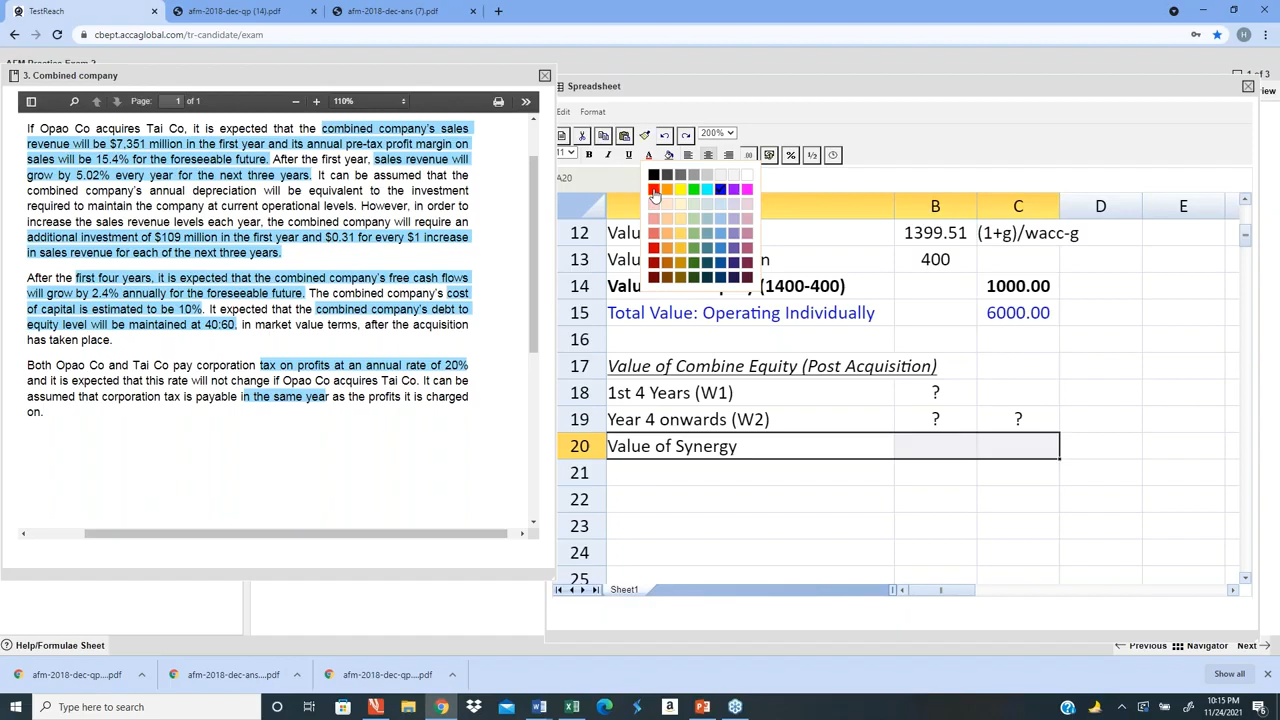 TestReach
afm-2018-dec-qp (14).pdf
afm-2018-dec-ans (7).pdf
cbept.accaglobal.com/tr-candidate/exam
H
1 of 3
3. Combined company
Page: 1 of 1
110%
If Opao Co acquires Tai Co, it is expected that the combined company's sales
revenue will be $7,351 million in the first year and its annual pre-tax profit margin on
sales will be 15.4% for the foreseeable future. After the first year, sales revenue will
grow by 5.02% every year for the next three years. It can be assumed that the
combined company's annual depreciation will be equivalent to the investment
required to maintain the company at current operational levels. However, in order to
increase the sales revenue levels each year, the combined company will require an
additional investment of $109 million in the first year and $0.31 for every $1 increase
in sales revenue for each of the next three years.
After the first four years, it is expected that the combined company's free cash flows
will grow by 2.4% annually for the foreseeable future. The combined company's cost
of capital is estimated to be 10%. It expected that the combined company's debt to
equity level will be maintained at 40:60, in market value terms, after the acquisition
has taken place.
Both Opao Co and Tai Co pay corporation tax on profits at an annual rate of 20%
and it is expected that this rate will not change if Opao Co acquires Tai Co. It can be
assumed that corporation tax is payable in the same year as the profits it is charged
on.
Spreadsheet
view
Edit Format
200%
11 B I U A .00 % 1/2
A20
B C D E
12 Valu 1399.51 (1+g)/wacc-g
13 Value n 400
14 Value (1400-400) 1000.00
15 Total Value: Operating Individually 6000.00
16
17 Value of Combine Equity (Post Acquisition)
18 1st 4 Years (W1) ?
19 Year 4 onwards (W2) ? ?
20 Value of Synergy
21
22
23
24
25
Sheet1
Help/Formulae Sheet
Previous Navigator Next
afm-2018-dec-qp....pdf
afm-2018-dec-ans....pdf
afm-2018-dec-qp....pdf
Show all
Type here to search
10:15 PM
11/24/2021